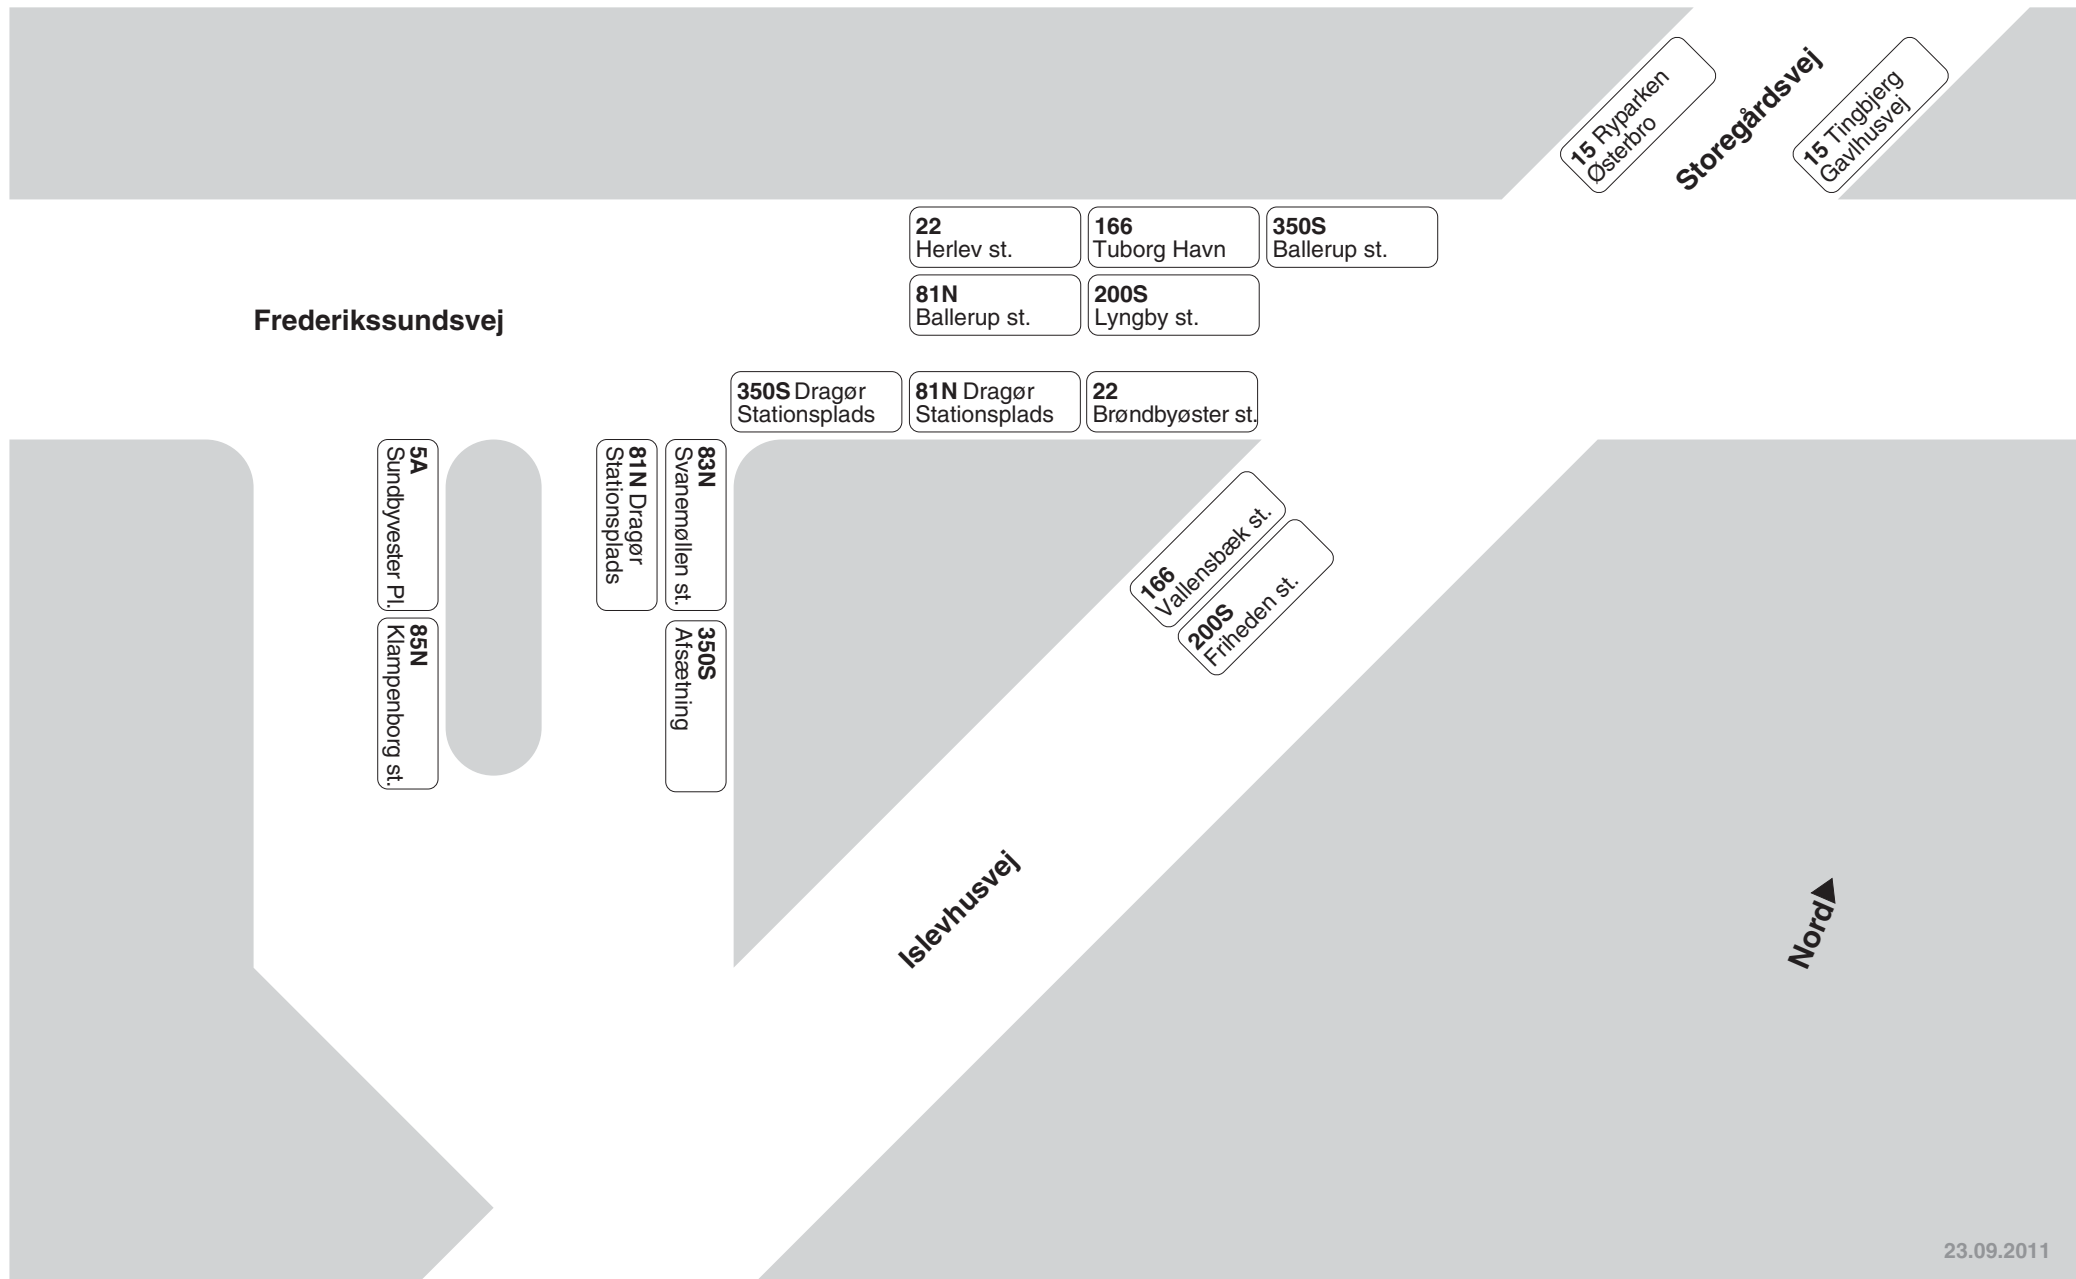 15 Ryparken
Østerbro
Storegårdsvej
15 Tingbjerg
Gavlhusvej
22
Herlev st.
166
Tuborg Havn
350S
Ballerup st.
81N
Ballerup st.
200S
Lyngby st.
Frederikssundsvej
350S Dragør
Stationsplads
81N Dragør
Stationsplads
22
Brøndbyøster st.
5A
Sundbyvester Pl.
85N
Klampenborg st.
81N Dragør
Stationsplads
83N
Svanemøllen st.
350S
Afsætning
166
Vallensbæk st.
200S
Friheden st.
Islevhusvej
Nord
23.09.2011